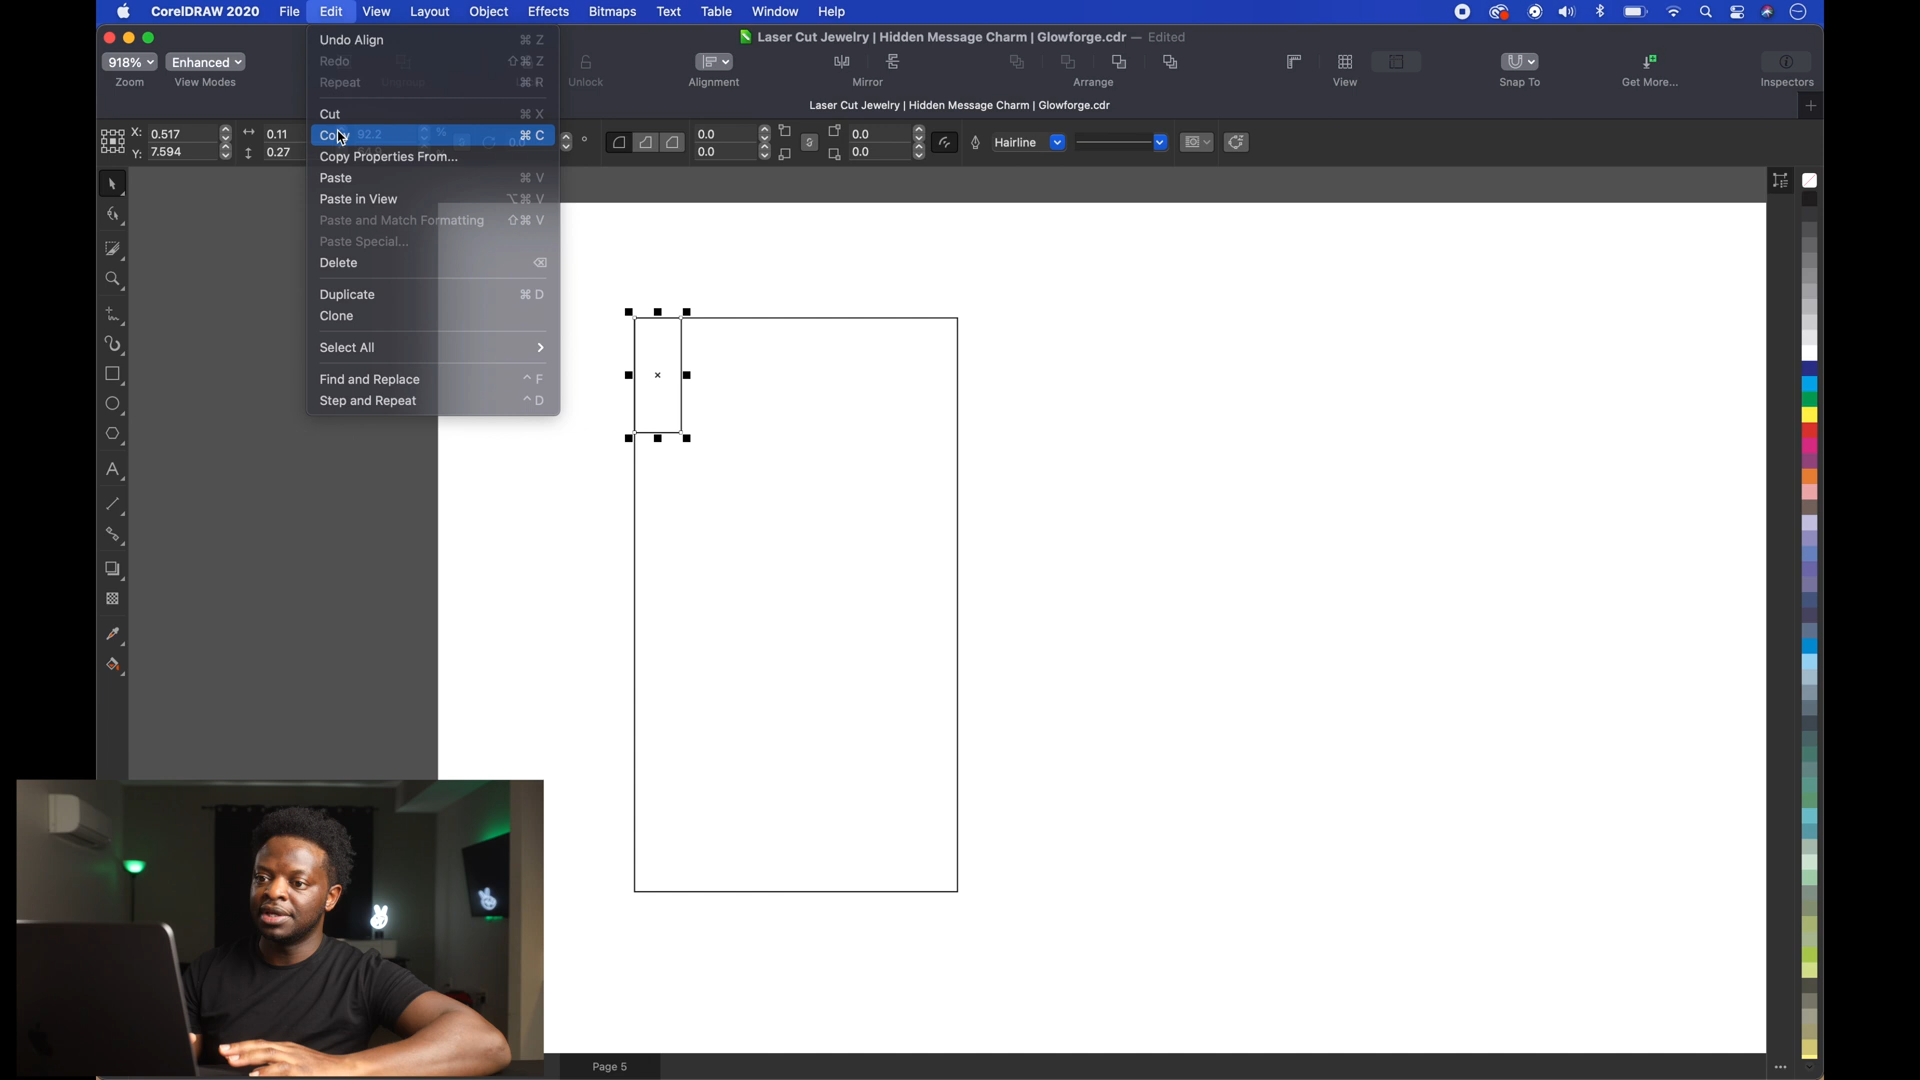 CorelDRAW 2020 File Edit View Layout Object Effects Bitmaps Text Table Window Help
Laser Cut Jewelry | Hidden Message Charm | Glowforge.cdr — Edited
918% Enhanced
Zoom View Modes Unlock Alignment Mirror Arrange View Snap To Get More... Inspectors
Laser Cut Jewelry | Hidden Message Charm | Glowforge.cdr
X: 0.517 0.11 92.2 %
Y: 7.594 0.27
0.0 0.0
0.0 0.0
Hairline
Undo Align ⌘ Z
Redo ⇧⌘ Z
Repeat ⌘ R
Cut ⌘ X
Copy ⌘ C
Copy Properties From...
Paste ⌘ V
Paste in View ⌥⌘ V
Paste and Match Formatting ⇧⌘ V
Paste Special...
Delete ⌫
Duplicate ⌘ D
Clone
Select All
Find and Replace ^ F
Step and Repeat ^ D
Page 5